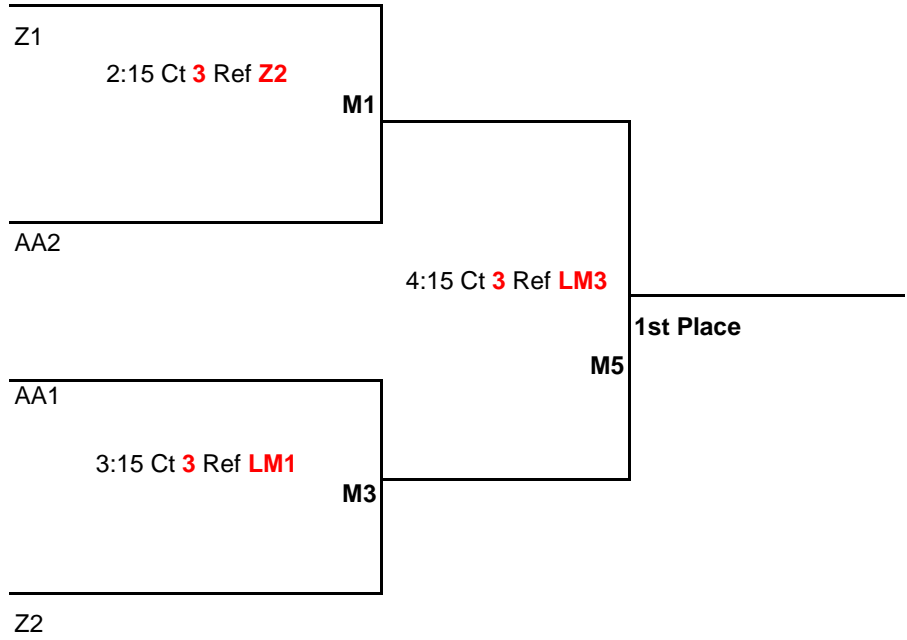 Z1
2:15 Ct 3 Ref Z2
M1
AA2
4:15 Ct 3 Ref LM3
1st Place
M5
AA1
3:15 Ct 3 Ref LM1
M3
Z2